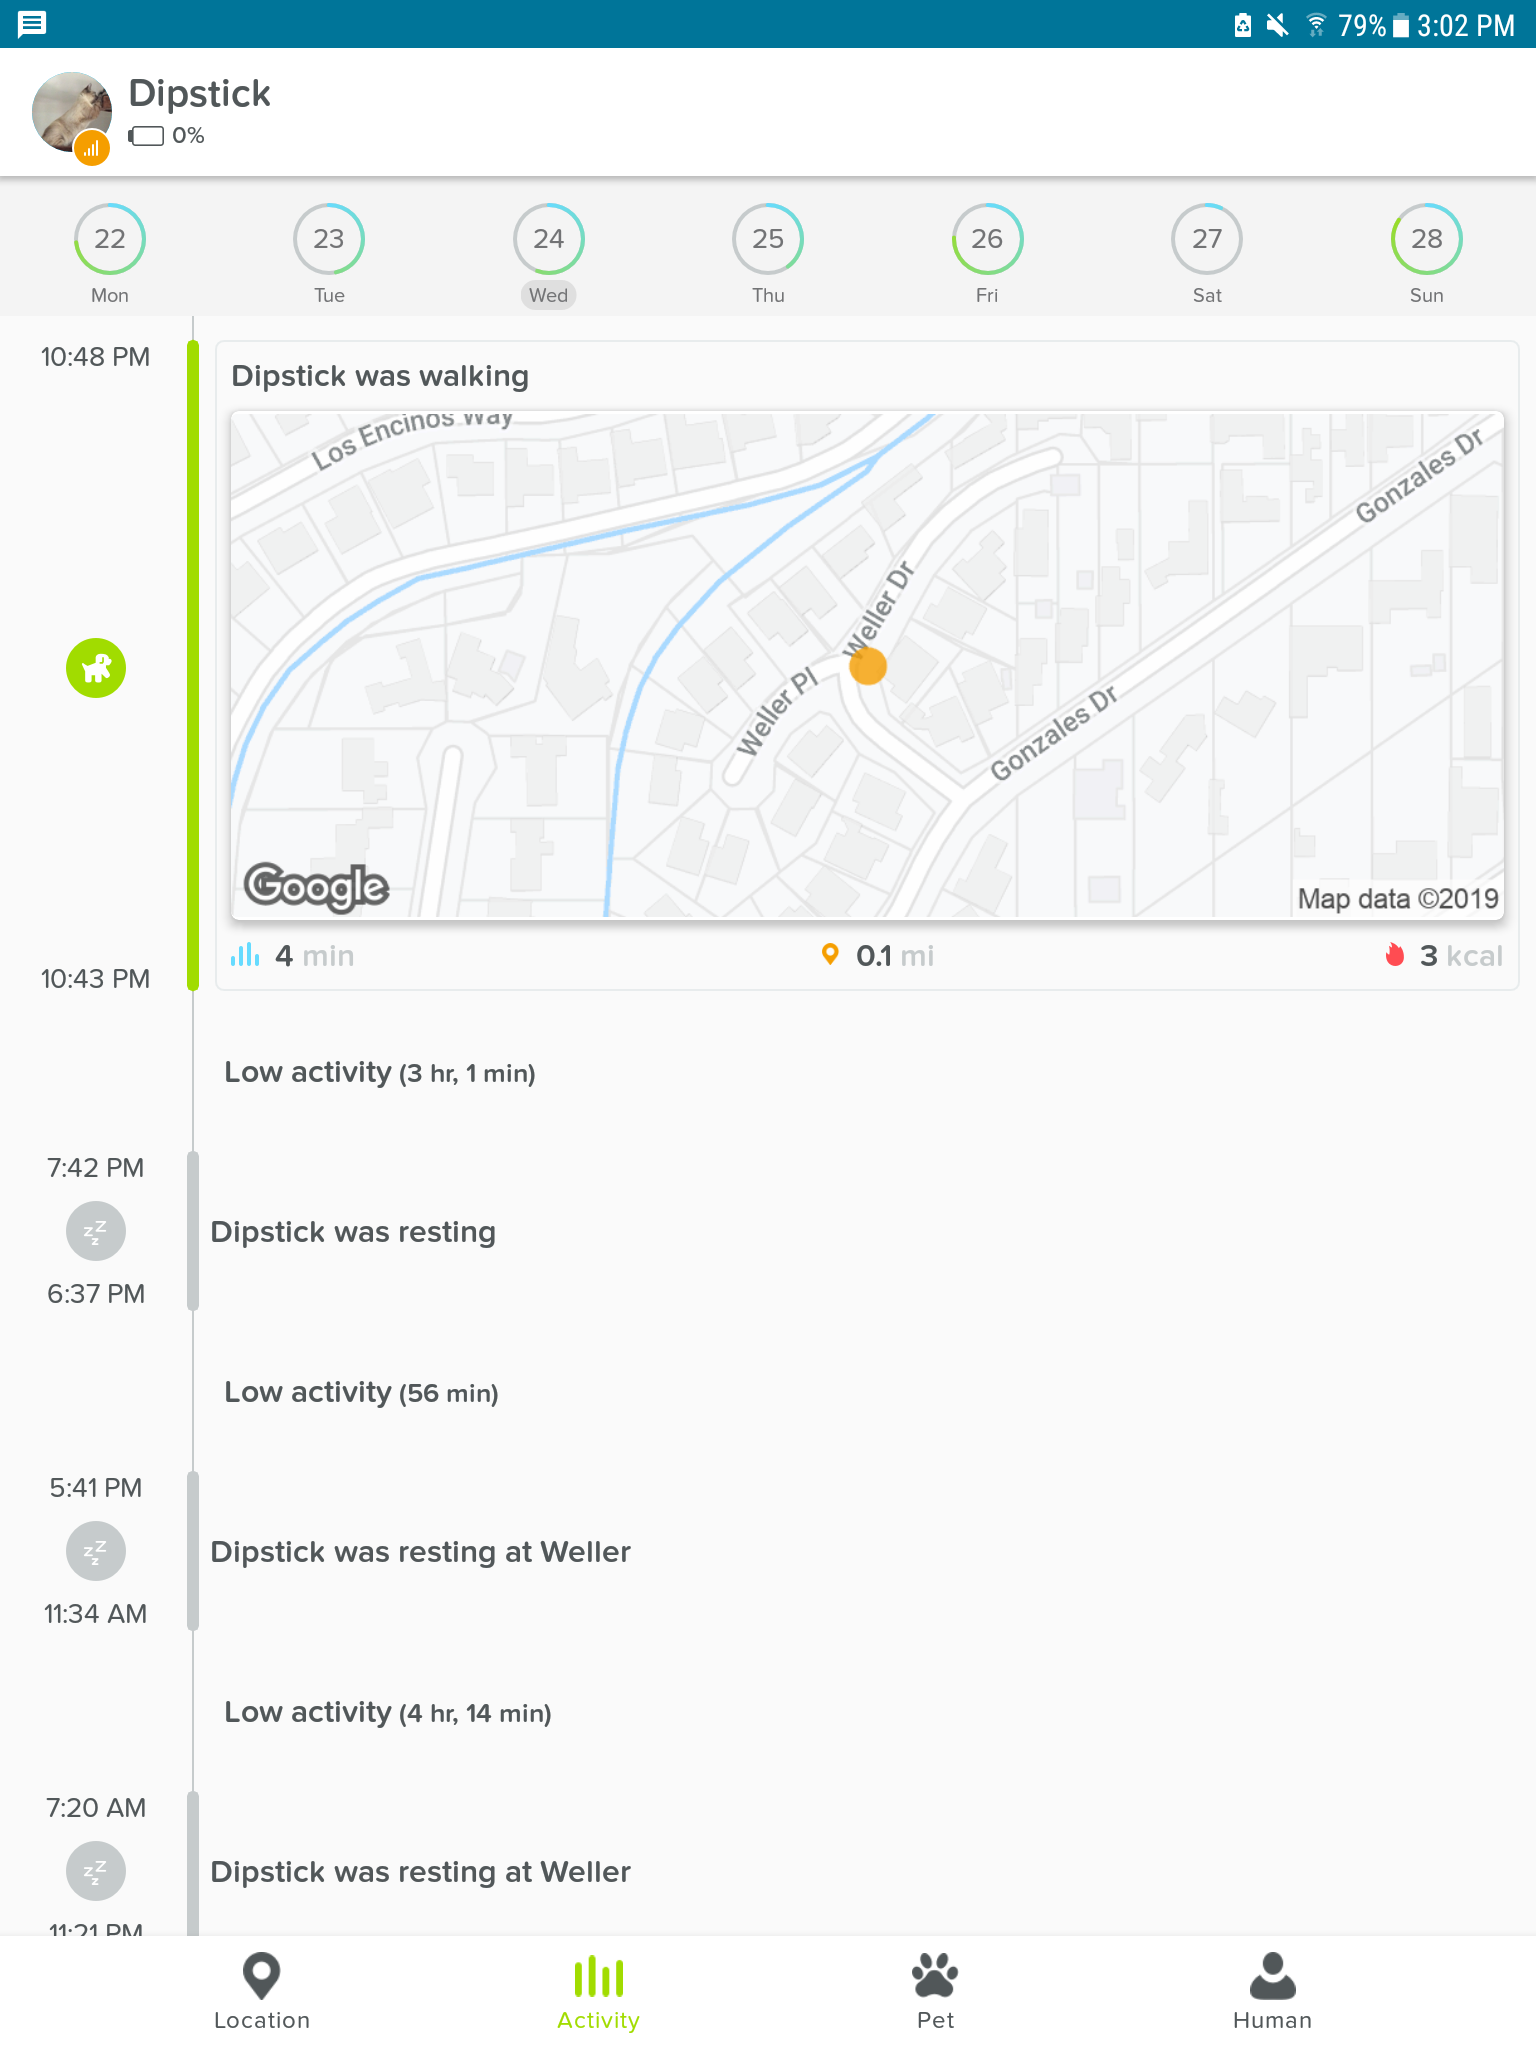 79% 3:02 PM
Dipstick
0%
22 23 24 25 26 27 28
Mon Tue Wed Thu Fri Sat Sun
10:48 PM
Dipstick was walking
Los Encinos Way
Gonzales Dr
Weller Dr
Weller Pl
Gonzales Dr
Google
Map data ©2019
4 min 0.1 mi 3 kcal
10:43 PM
Low activity (3 hr, 1 min)
7:42 PM
zzz
Dipstick was resting
6:37 PM
Low activity (56 min)
5:41 PM
zzz
Dipstick was resting at Weller
11:34 AM
Low activity (4 hr, 14 min)
7:20 AM
zzz
Dipstick was resting at Weller
11:21 PM
Location Activity Pet Human